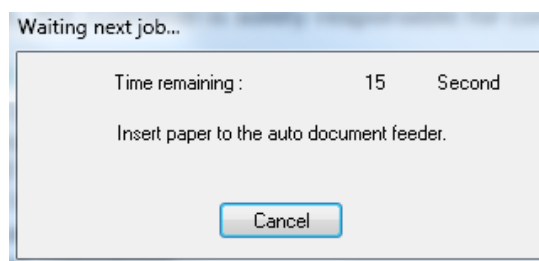 Waiting next job...
Time remaining : 15 Second
Insert paper to the auto document feeder.
Cancel